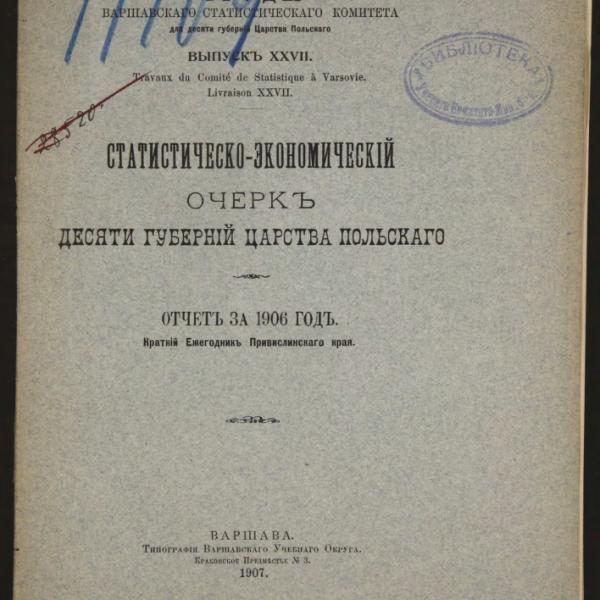 ВАРШАВСКАГО СТАТИСТИЧЕСКАГО КОМИТЕТА
для десяти губерній Царства Польскаго
ВЫПУСКЪ XXVII.
Travaux du Comité de Statistique à Varsovie.
Livraison XXVII.
БИБЛІОТЕКА
СТАТИСТИЧЕСКО-ЭКОНОМИЧЕСКІЙ
ОЧЕРКЪ
ДЕСЯТИ ГУБЕРНІЙ ЦАРСТВА ПОЛЬСКАГО
ОТЧЕТЪ ЗА 1906 ГОДЪ.
Краткій Ежегодникъ Привислинскаго края.
ВАРШАВА.
Типографія Варшавскаго Учебнаго Округа.
Краковское Предмѣстье № 3.
1907.